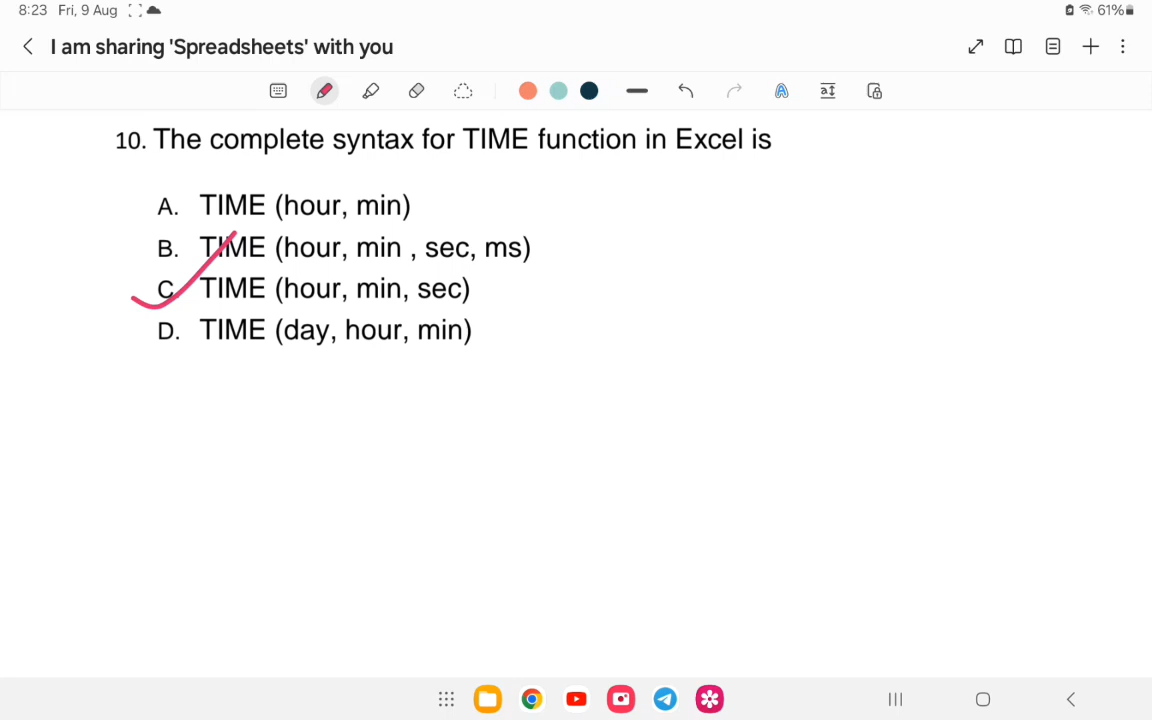 8:23 Fri, 9 Aug 61%
I am sharing 'Spreadsheets' with you
10. The complete syntax for TIME function in Excel is
A. TIME (hour, min)
B. TIME (hour, min , sec, ms)
C. TIME (hour, min, sec)
D. TIME (day, hour, min)